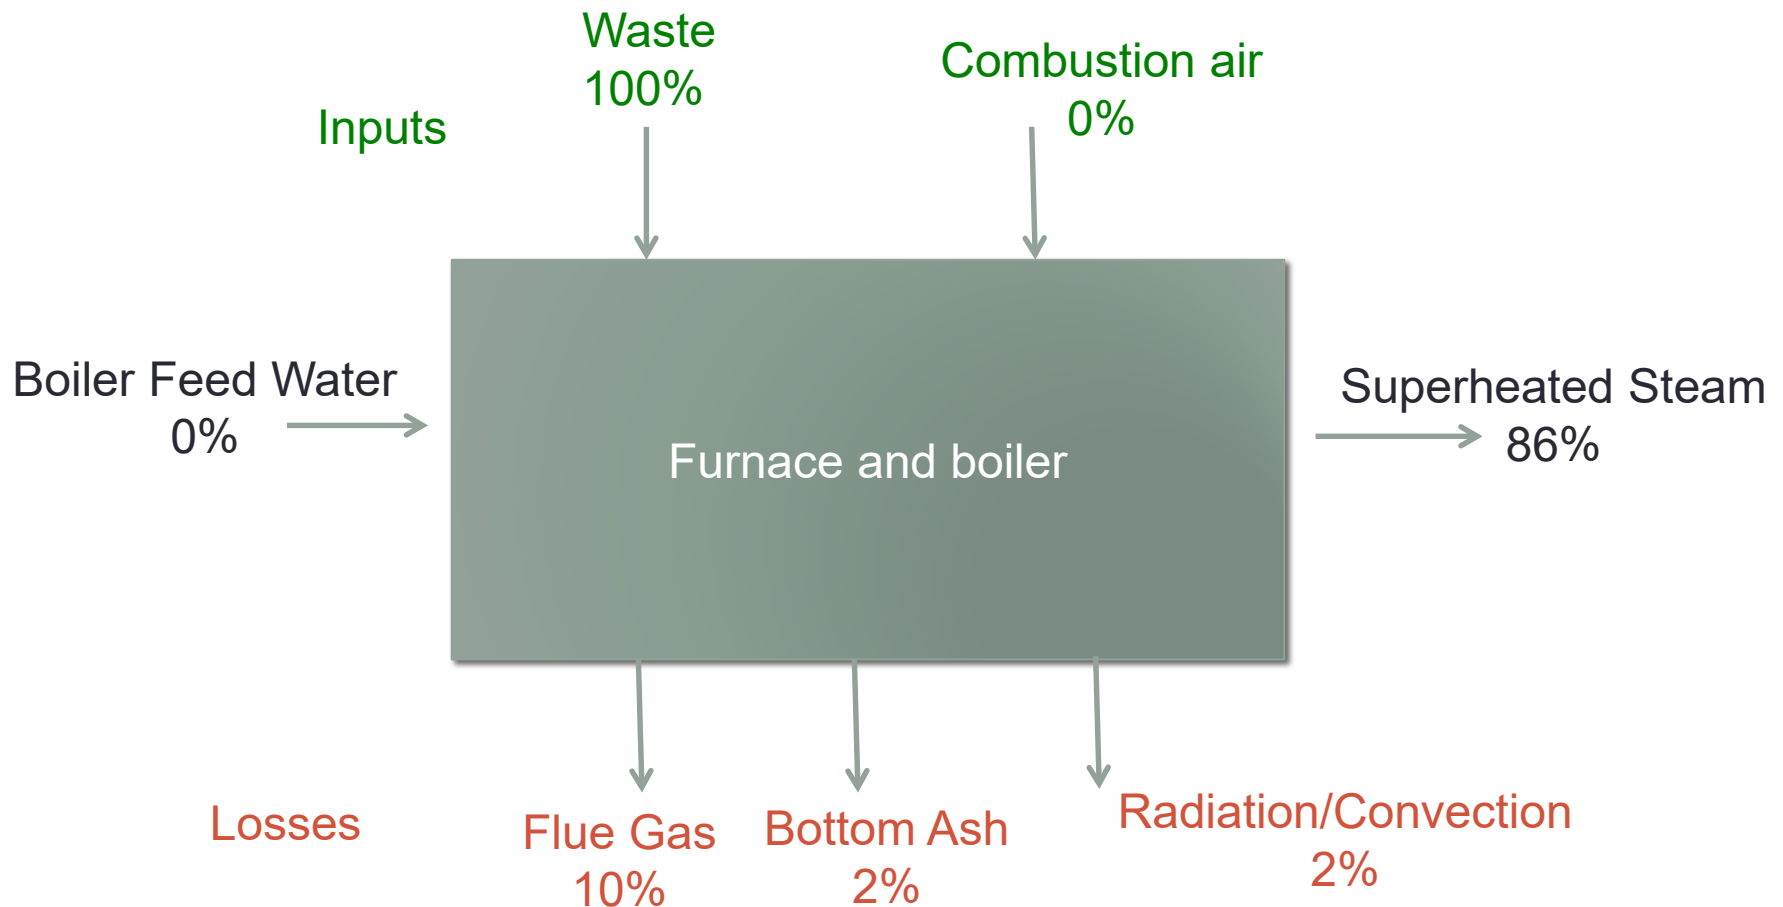 Waste
100%
Combustion air
0%
Inputs
Boiler Feed Water
0%
Furnace and boiler
Superheated Steam
86%
Losses
Flue Gas
10%
Bottom Ash
2%
Radiation/Convection
2%